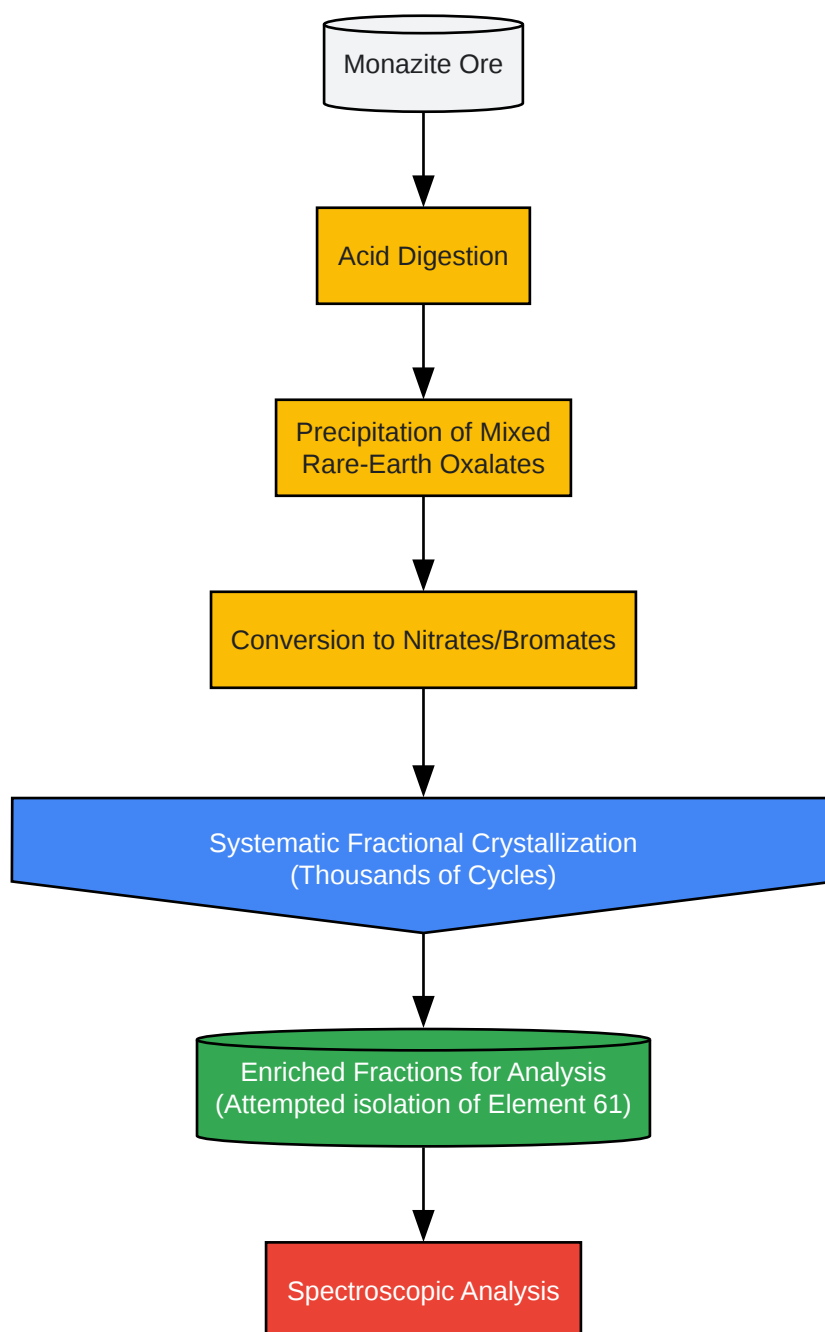 Monazite Ore
Acid Digestion
Precipitation of Mixed
Rare-Earth Oxalates
Conversion to Nitrates/Bromates
Systematic Fractional Crystallization
(Thousands of Cycles)
Enriched Fractions for Analysis
(Attempted isolation of Element 61)
Spectroscopic Analysis